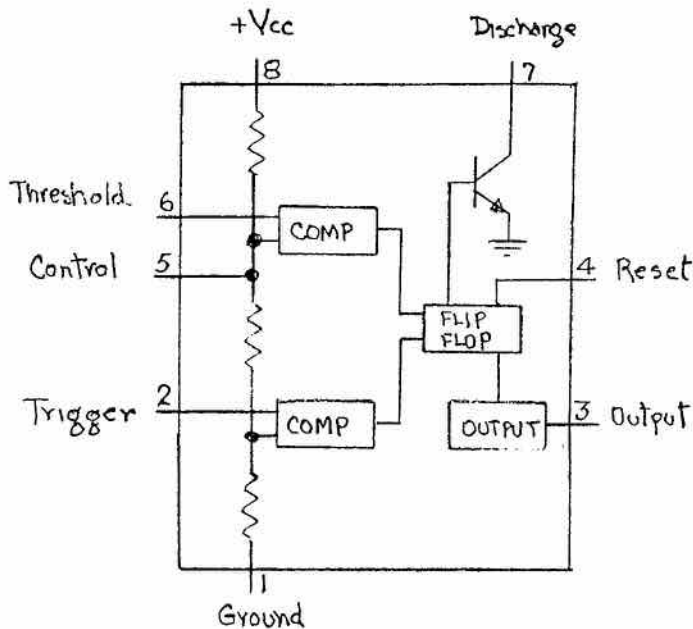 +Vcc
Discharge
8
7
Threshold
6
COMP
Control
5
4
Reset
FLIP
FLOP
Trigger
2
COMP
OUTPUT
3
Output
1
Ground